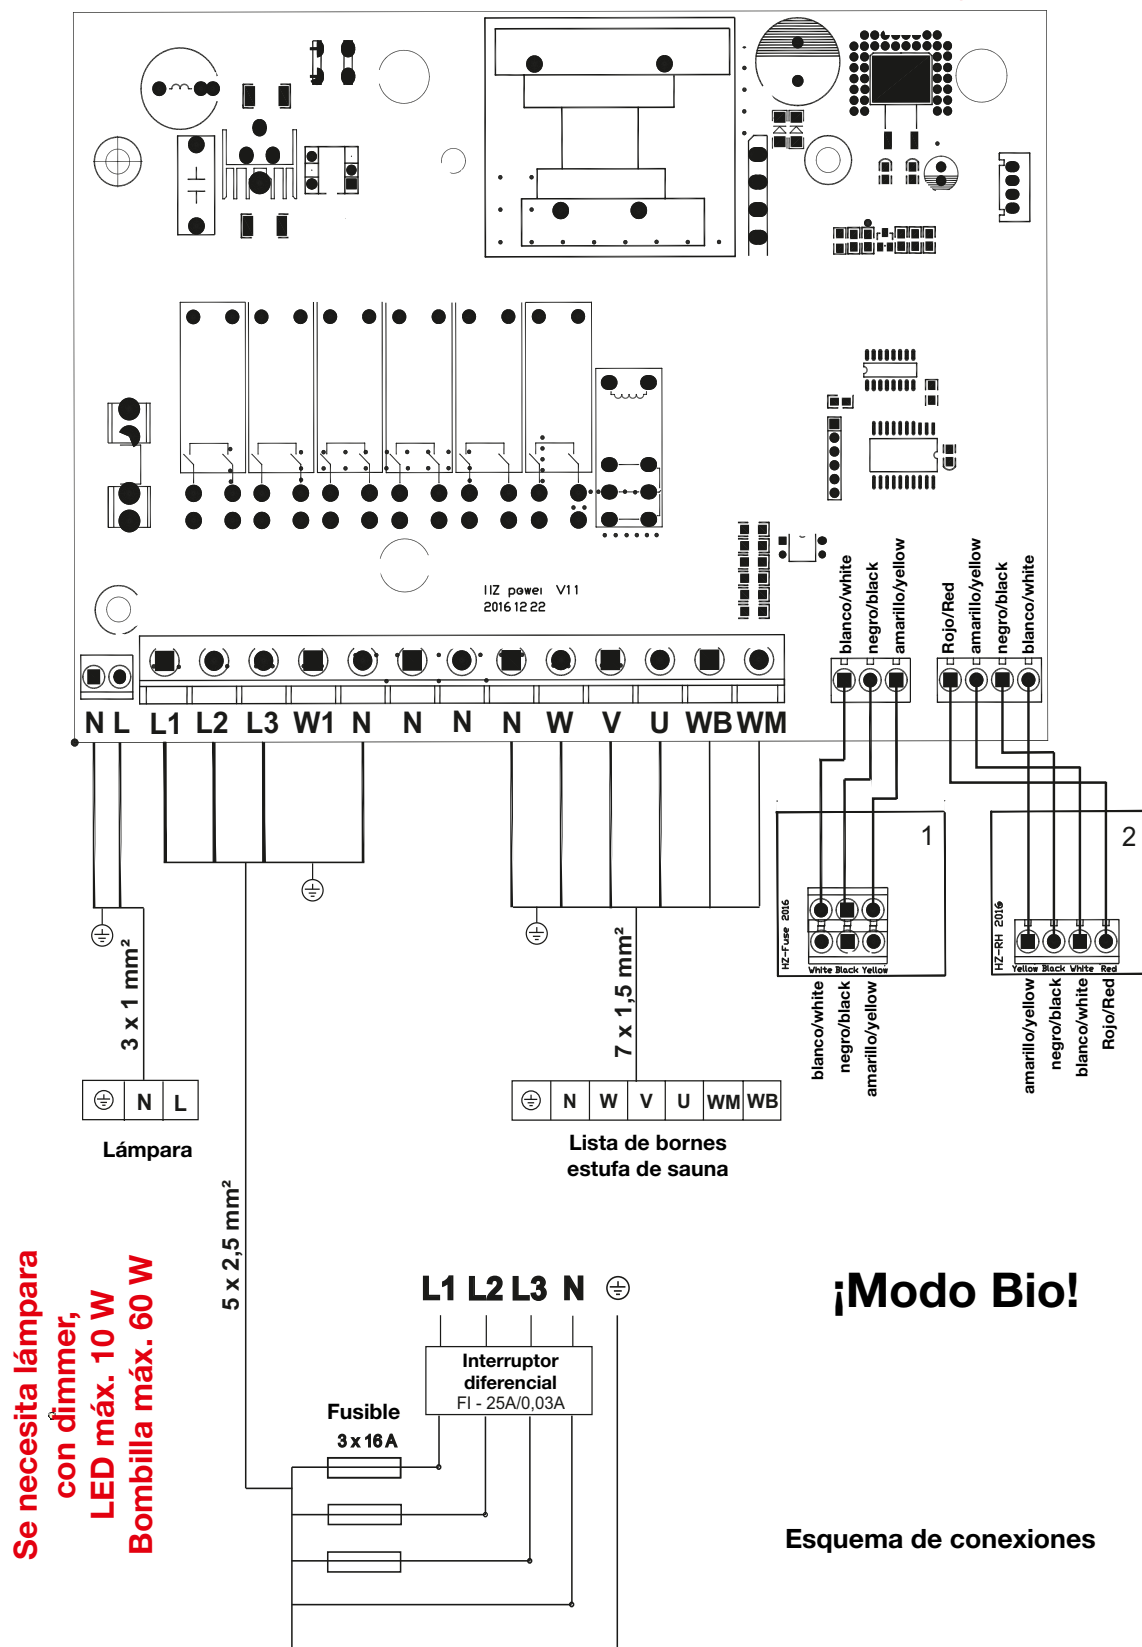 HZ power V1.1
2016 12 22
blanco/white
negro/black
amarillo/yellow
Rojo/Red
amarillo/yellow
negro/black
blanco/white
N L L1 L2 L3 W1 N N N N W V U WB WM
1
HZ-Fuse 2016
White Black Yellow
blanco/white
negro/black
amarillo/yellow
2
HZ-RH 2016
Yellow Black White Red
amarillo/yellow
negro/black
blanco/white
Rojo/Red
3 x 1 mm²
7 x 1,5 mm²
N L
Lámpara
N W V U WM WB
Lista de bornes
estufa de sauna
5 x 2,5 mm²
Se necesita lámpara
con dimmer,
LED máx. 10 W
Bombilla máx. 60 W
L1 L2 L3 N
¡Modo Bio!
Interruptor
diferencial
FI - 25A/0,03A
Fusible
3 x 16 A
Esquema de conexiones